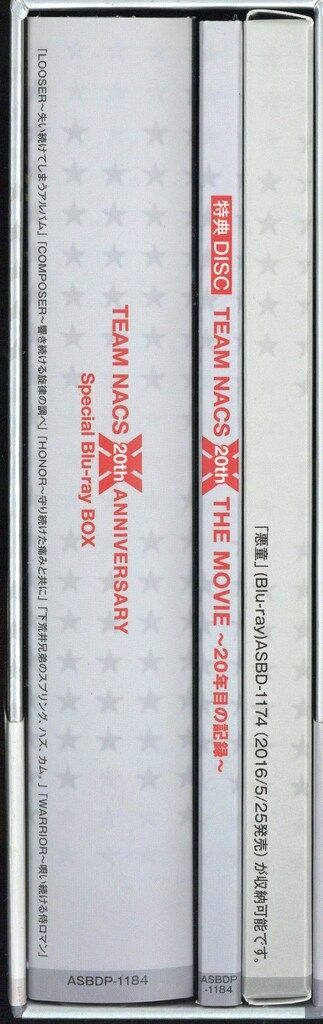 「LOOSER～失い続けてしまうアルバム」「COMPOSER～響き続ける旋律の調べ」「HONOR～守り続けた痛みと共に」「下荒井兄弟のスプリング、ハズ、カム。」「WARRIOR～唄い続ける侍ロマン」
TEAM NACS 20th ANNIVERSARY
Special Blu-ray BOX
ASBDP-1184
特典 DISC TEAM NACS 20th THE MOVIE ～20年目の記録～
ASBDP
-1184
「悪童」(Blu-ray)ASBD-1174 (2016/5/25発売) が収納可能です。